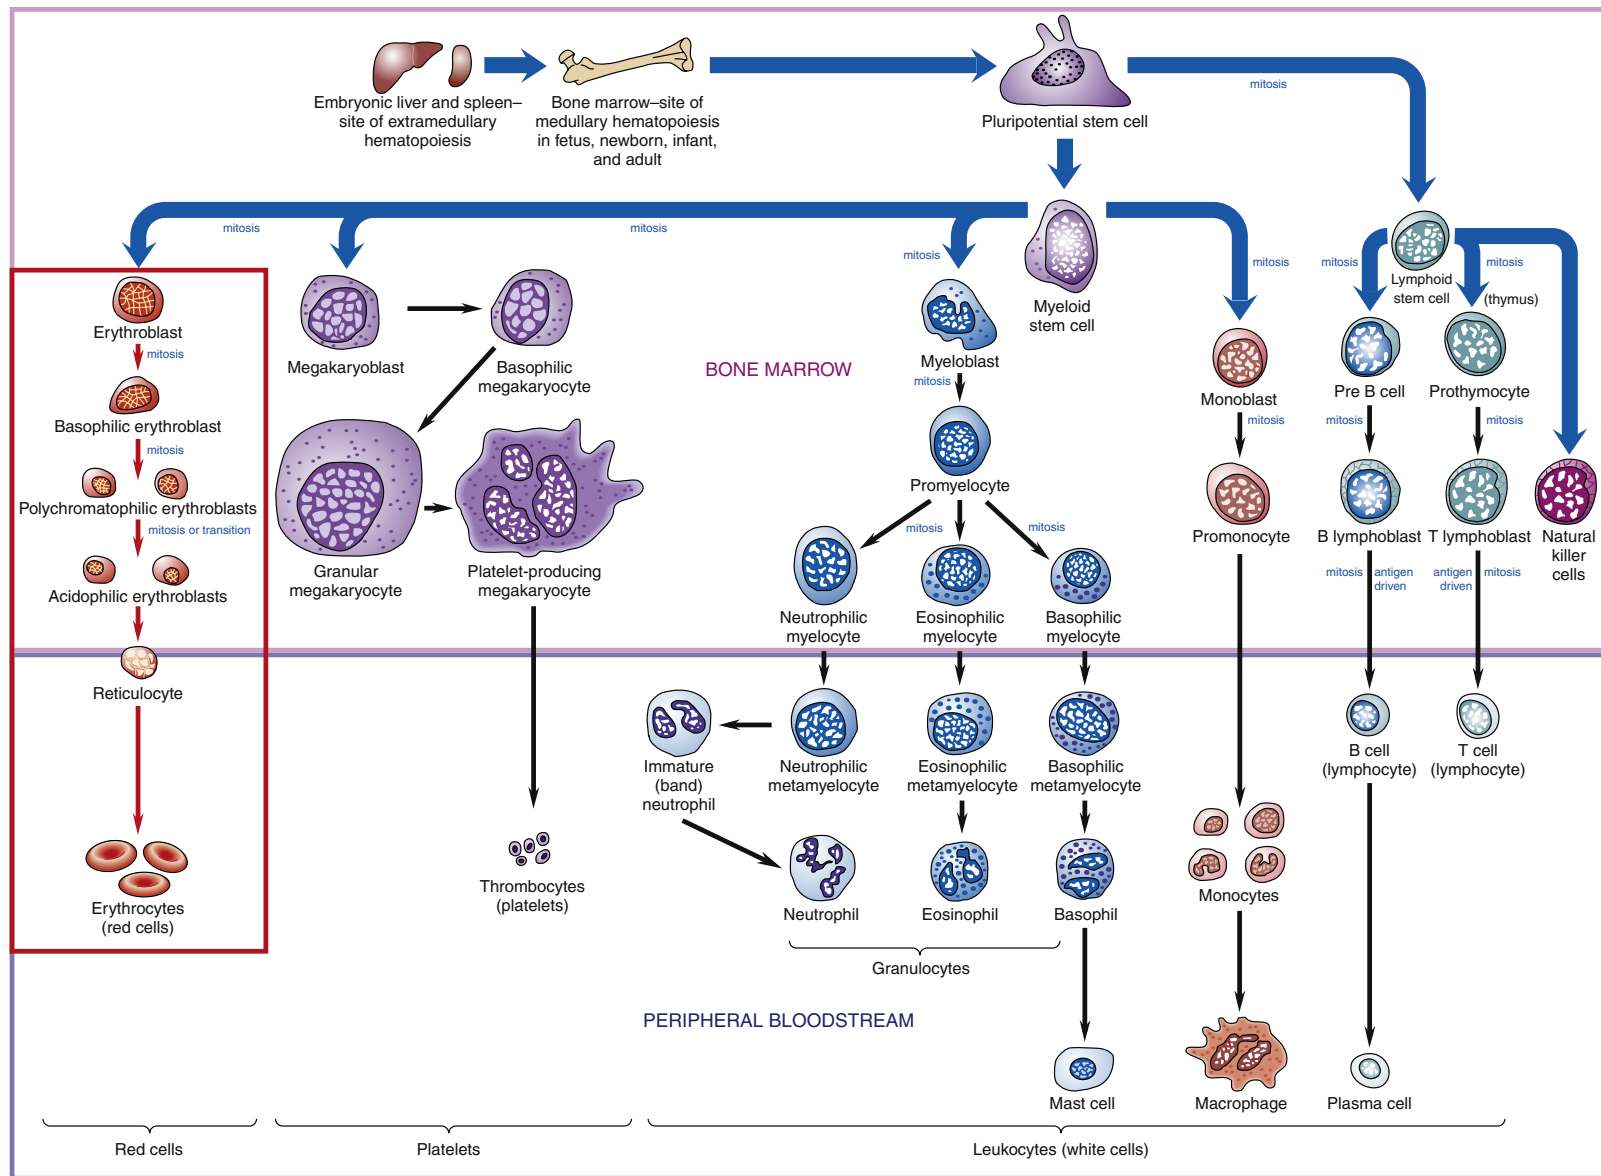 mitosis
Embryonic liver and spleen–
site of extramedullary
hematopoiesis
Bone marrow–site of
medullary hematopoiesis
in fetus, newborn, infant,
and adult
Pluripotential stem cell
mitosis
mitosis
mitosis
mitosis
mitosis
mitosis
Lymphoid
stem cell
(thymus)
Myeloid
stem cell
Erythroblast
mitosis
Basophilic erythroblast
mitosis
Polychromatophilic erythroblasts
mitosis or transition
Acidophilic erythroblasts
Reticulocyte
Erythrocytes
(red cells)
Megakaryoblast
Basophilic
megakaryocyte
Granular
megakaryocyte
Platelet-producing
megakaryocyte
Thrombocytes
(platelets)
BONE MARROW
Myeloblast
mitosis
Promyelocyte
mitosis
mitosis
Neutrophilic
myelocyte
Eosinophilic
myelocyte
Basophilic
myelocyte
Immature
(band)
neutrophil
Neutrophilic
metamyelocyte
Eosinophilic
metamyelocyte
Basophilic
metamyelocyte
Neutrophil
Eosinophil
Basophil
Granulocytes
Mast cell
Monoblast
mitosis
Promonocyte
Monocytes
Macrophage
Pre B cell
mitosis
B lymphoblast
mitosis
antigen
driven
B cell
(lymphocyte)
Plasma cell
Prothymocyte
mitosis
T lymphoblast
antigen
driven
mitosis
T cell
(lymphocyte)
Natural
killer
cells
PERIPHERAL BLOODSTREAM
Red cells
Platelets
Leukocytes (white cells)